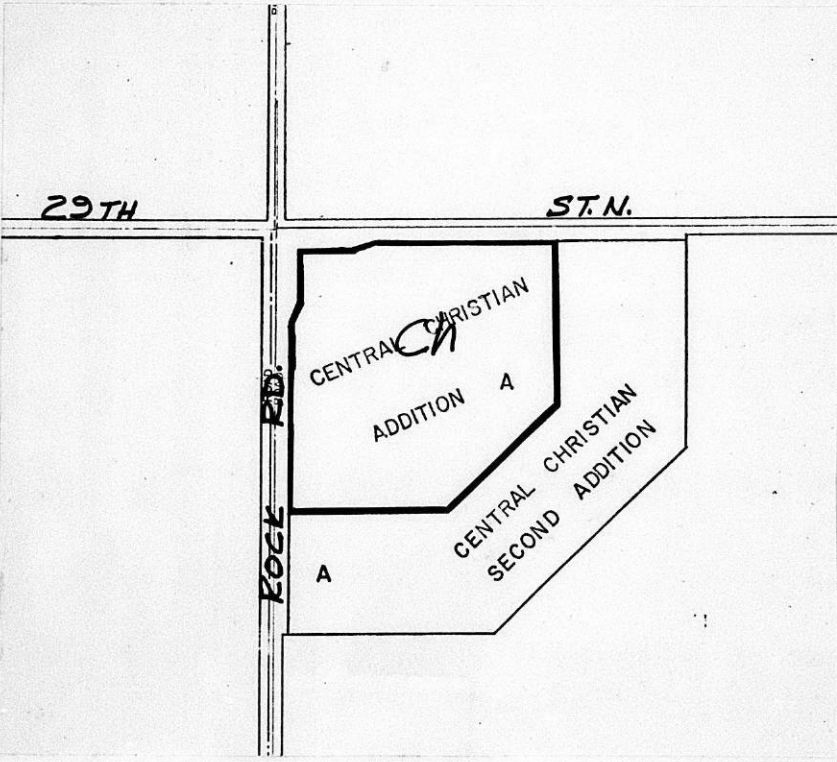 29TH ST. N.
CENTRAL CHRISTIAN
Ch
ADDITION A
ROCK RD.
CENTRAL CHRISTIAN
SECOND ADDITION
A